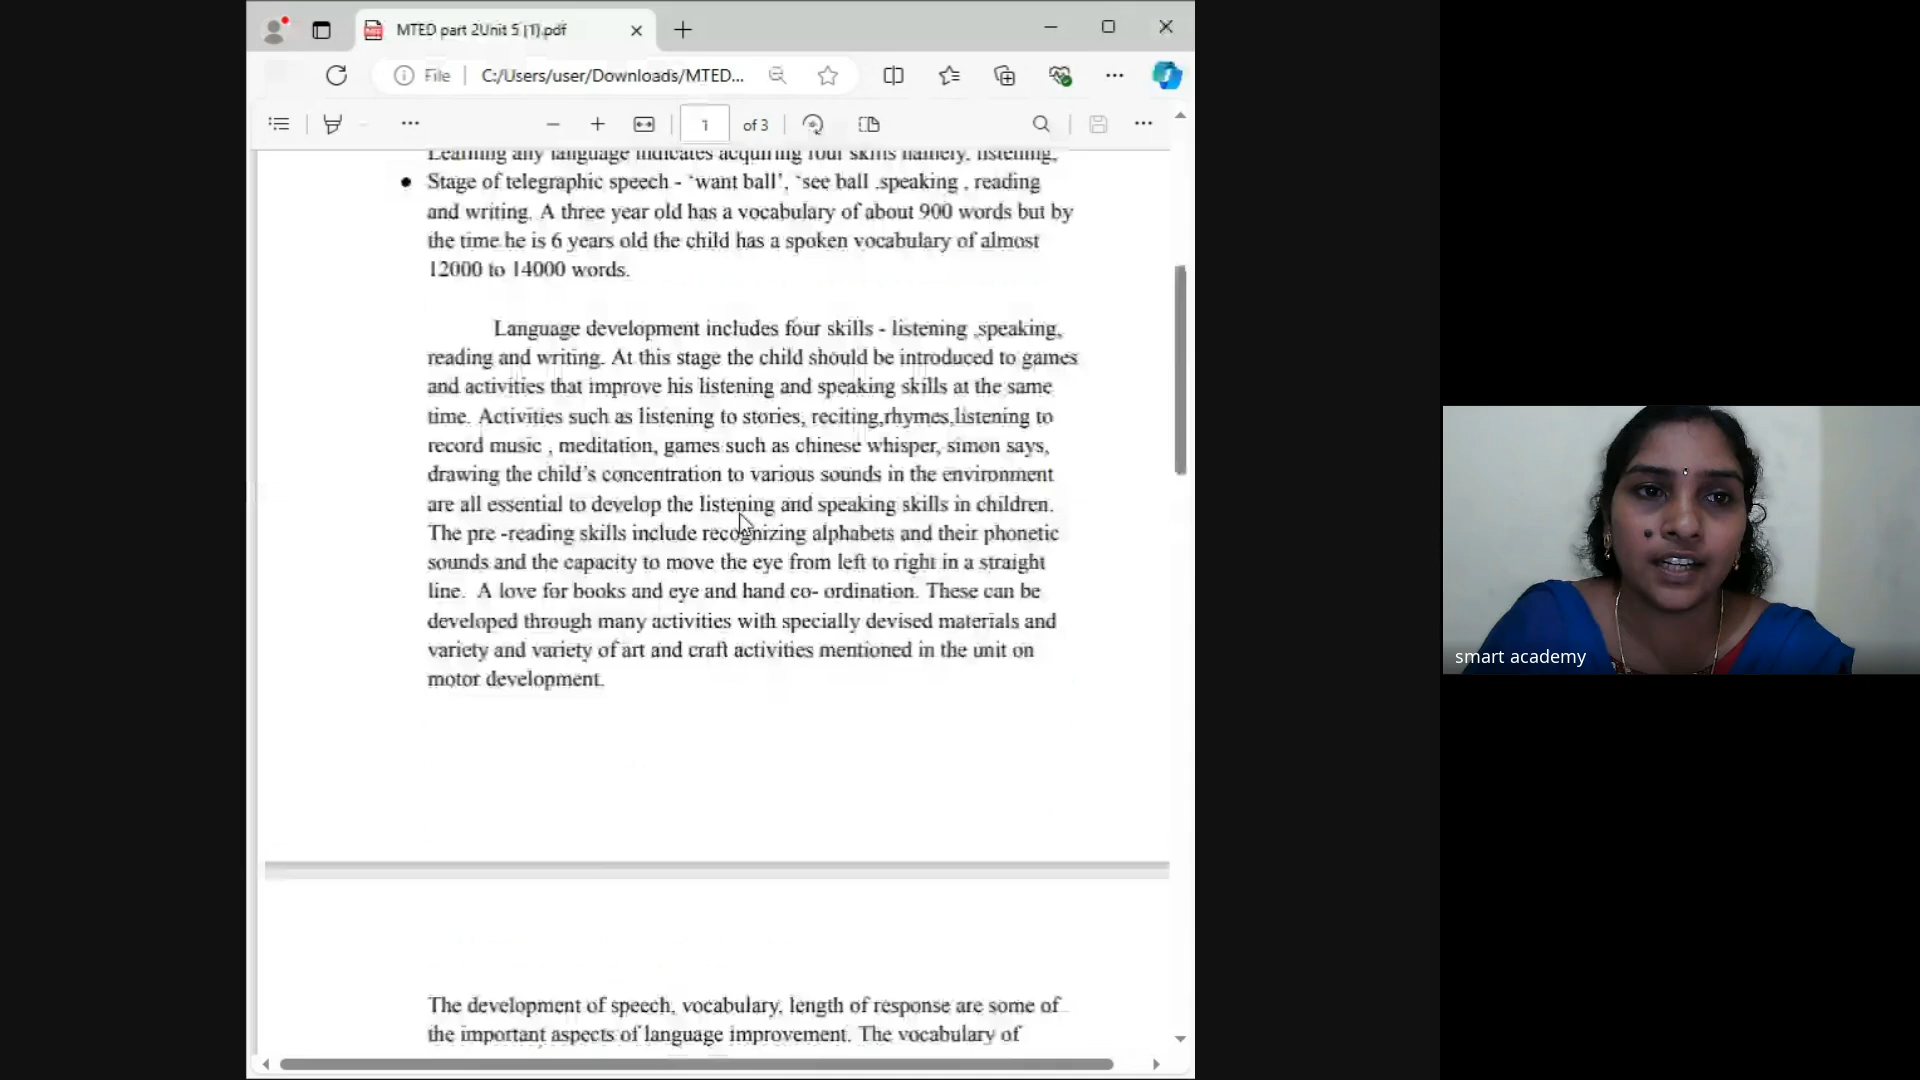 MTED part 2Unit 5 (1).pdf
File
C:/Users/user/Downloads/MTED...
1
of 3
Learning any language indicates acquiring four skills namely, listening,
● Stage of telegraphic speech - ‘want ball’, ‘see ball .speaking , reading
and writing. A three year old has a vocabulary of about 900 words but by
the time he is 6 years old the child has a spoken vocabulary of almost
12000 to 14000 words.
Language development includes four skills - listening ,speaking,
reading and writing. At this stage the child should be introduced to games
and activities that improve his listening and speaking skills at the same
time. Activities such as listening to stories, reciting,rhymes,listening to
record music , meditation, games such as chinese whisper, simon says,
drawing the child’s concentration to various sounds in the environment
are all essential to develop the listening and speaking skills in children.
The pre -reading skills include recognizing alphabets and their phonetic
sounds and the capacity to move the eye from left to right in a straight
line. A love for books and eye and hand co- ordination. These can be
developed through many activities with specially devised materials and
variety and variety of art and craft activities mentioned in the unit on
motor development.
The development of speech, vocabulary, length of response are some of
the important aspects of language improvement. The vocabulary of
smart academy